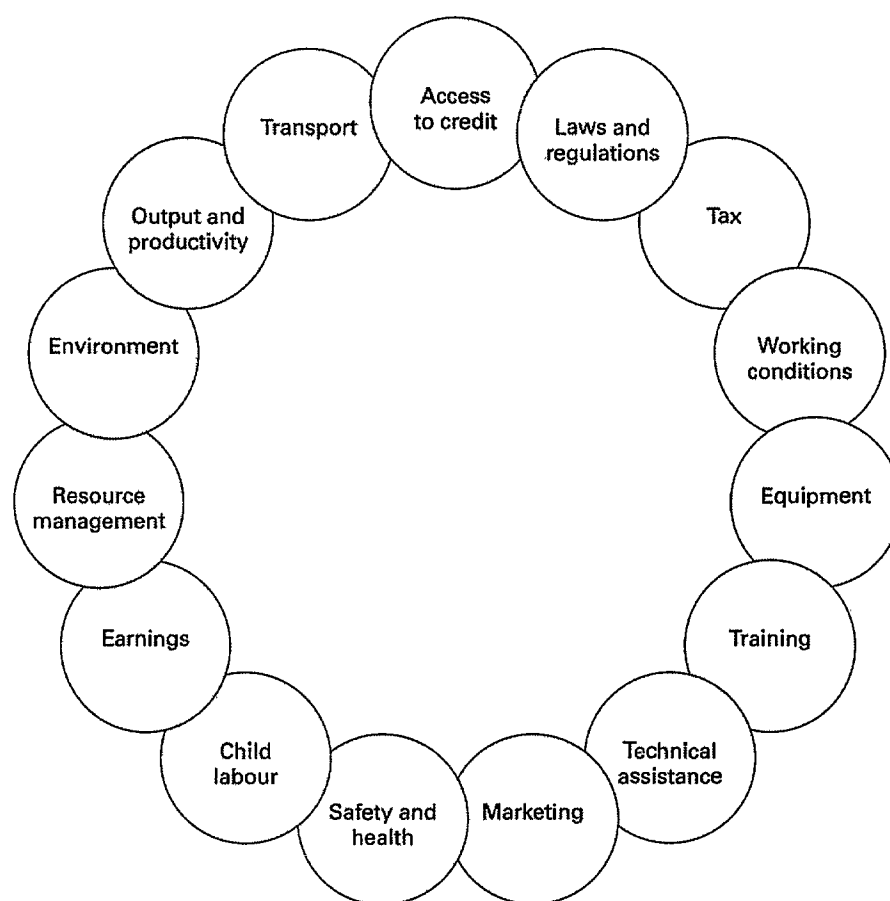 Access
to credit
Laws and
regulations
Tax
Working
conditions
Equipment
Training
Technical
assistance
Marketing
Safety and
health
Child
labour
Earnings
Resource
management
Environment
Output and
productivity
Transport